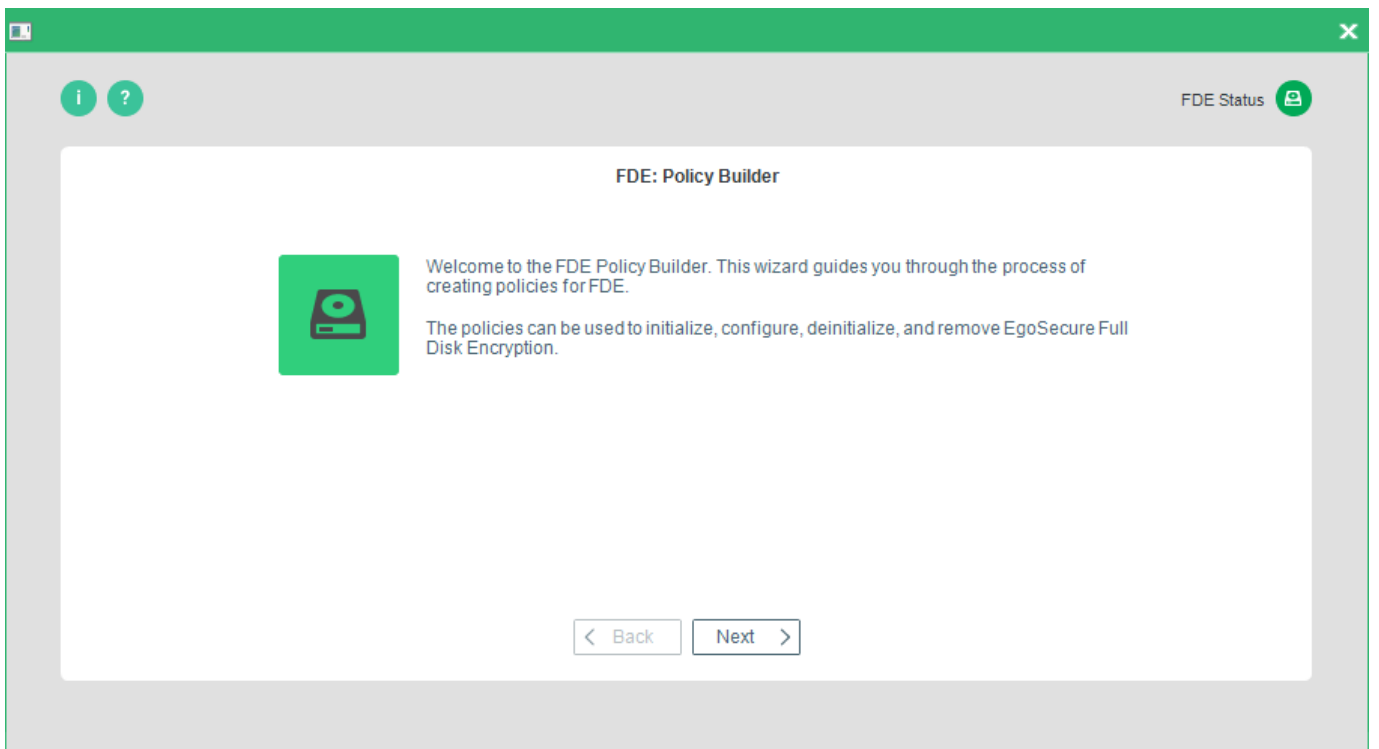 i ?
FDE Status
FDE: Policy Builder
Welcome to the FDE Policy Builder. This wizard guides you through the process of
creating policies for FDE.
The policies can be used to initialize, configure, deinitialize, and remove EgoSecure Full
Disk Encryption.
Back
Next